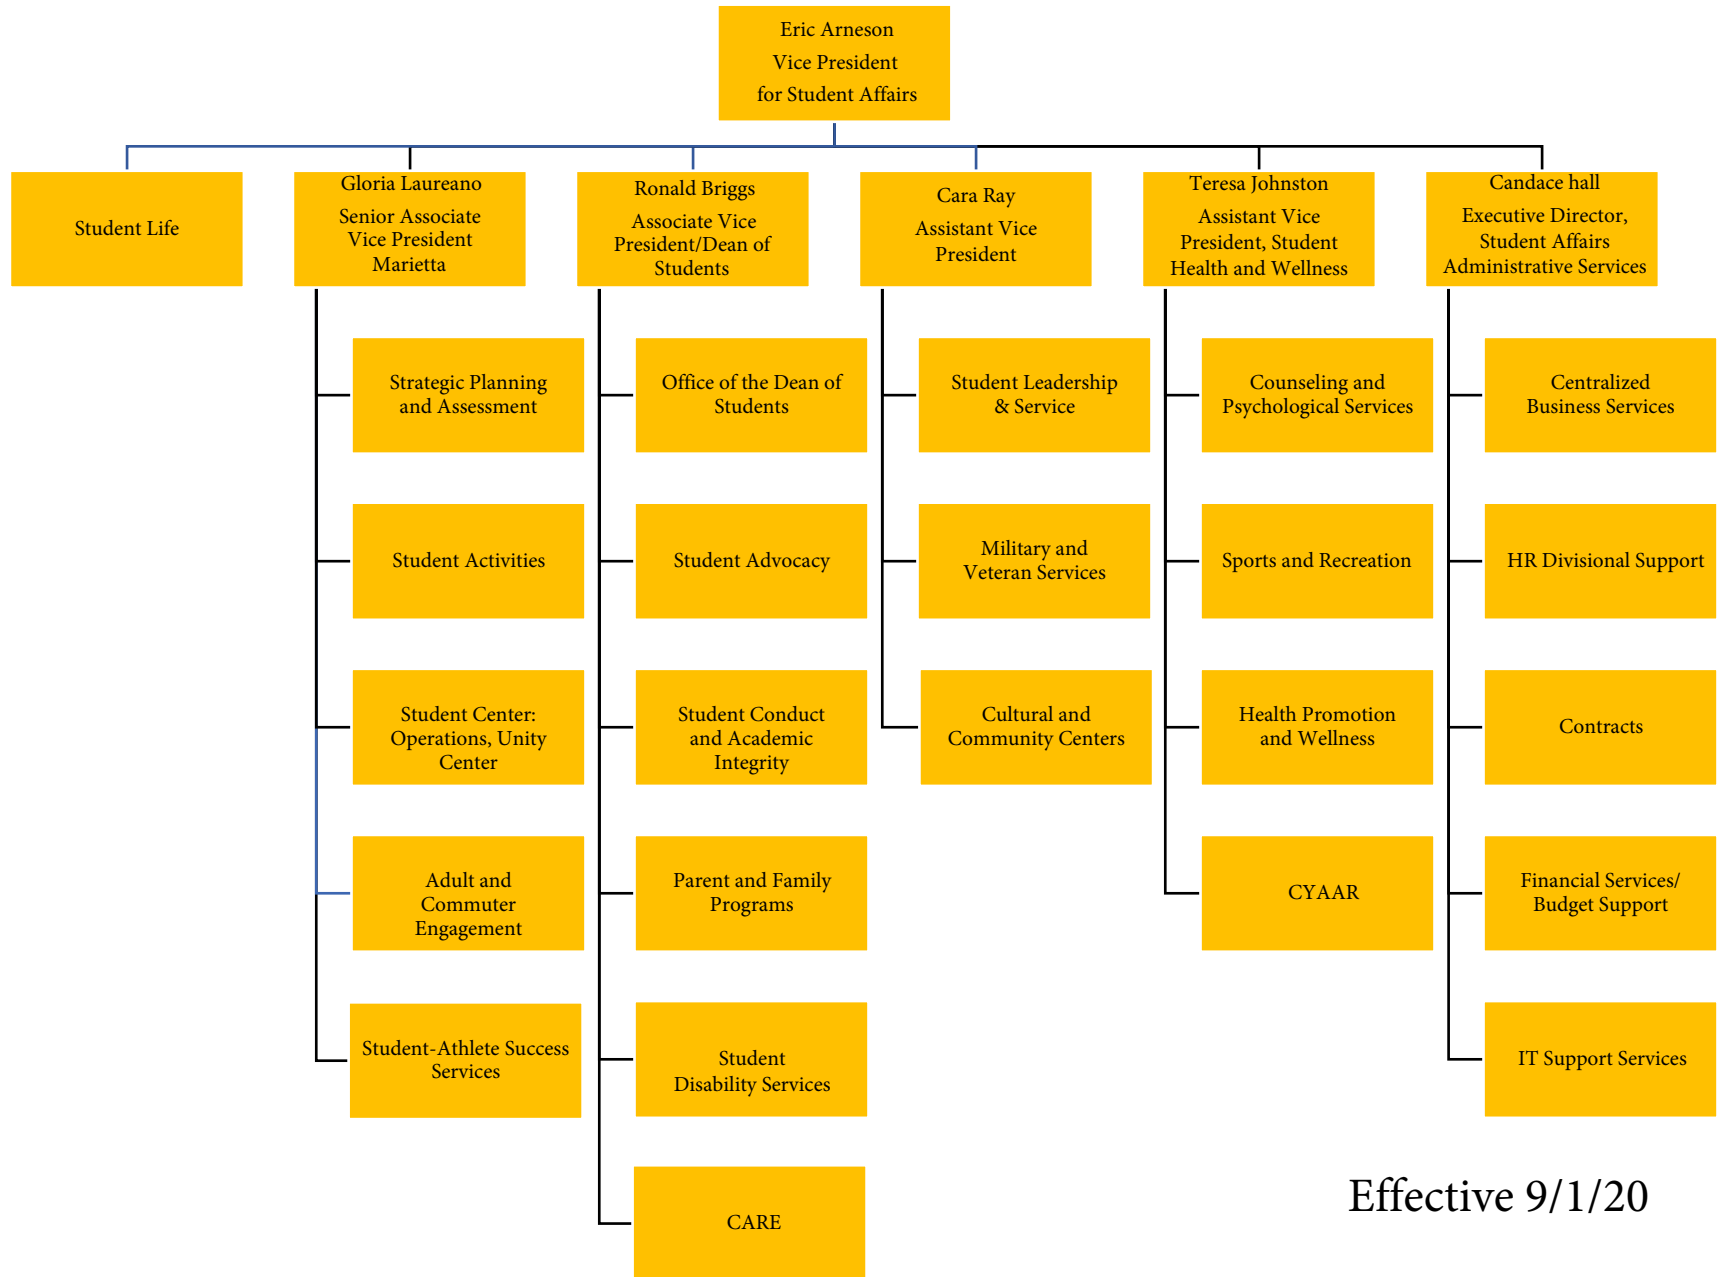 Eric Arneson
Vice President
for Student Affairs
Student Life
Gloria Laureano
Senior Associate
Vice President
Marietta
Ronald Briggs
Associate Vice
President/Dean of
Students
Cara Ray
Assistant Vice
President
Teresa Johnston
Assistant Vice
President, Student
Health and Wellness
Candace hall
Executive Director,
Student Affairs
Administrative Services
Strategic Planning
and Assessment
Student Activities
Student Center:
Operations, Unity
Center
Adult and
Commuter
Engagement
Student-Athlete Success
Services
Office of the Dean of
Students
Student Advocacy
Student Conduct
and Academic
Integrity
Parent and Family
Programs
Student
Disability Services
CARE
Student Leadership
& Service
Military and
Veteran Services
Cultural and
Community Centers
Counseling and
Psychological Services
Sports and Recreation
Health Promotion
and Wellness
CYAAR
Centralized
Business Services
HR Divisional Support
Contracts
Financial Services/
Budget Support
IT Support Services
Effective 9/1/20